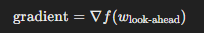 gradient = ∇f(w_look-ahead)